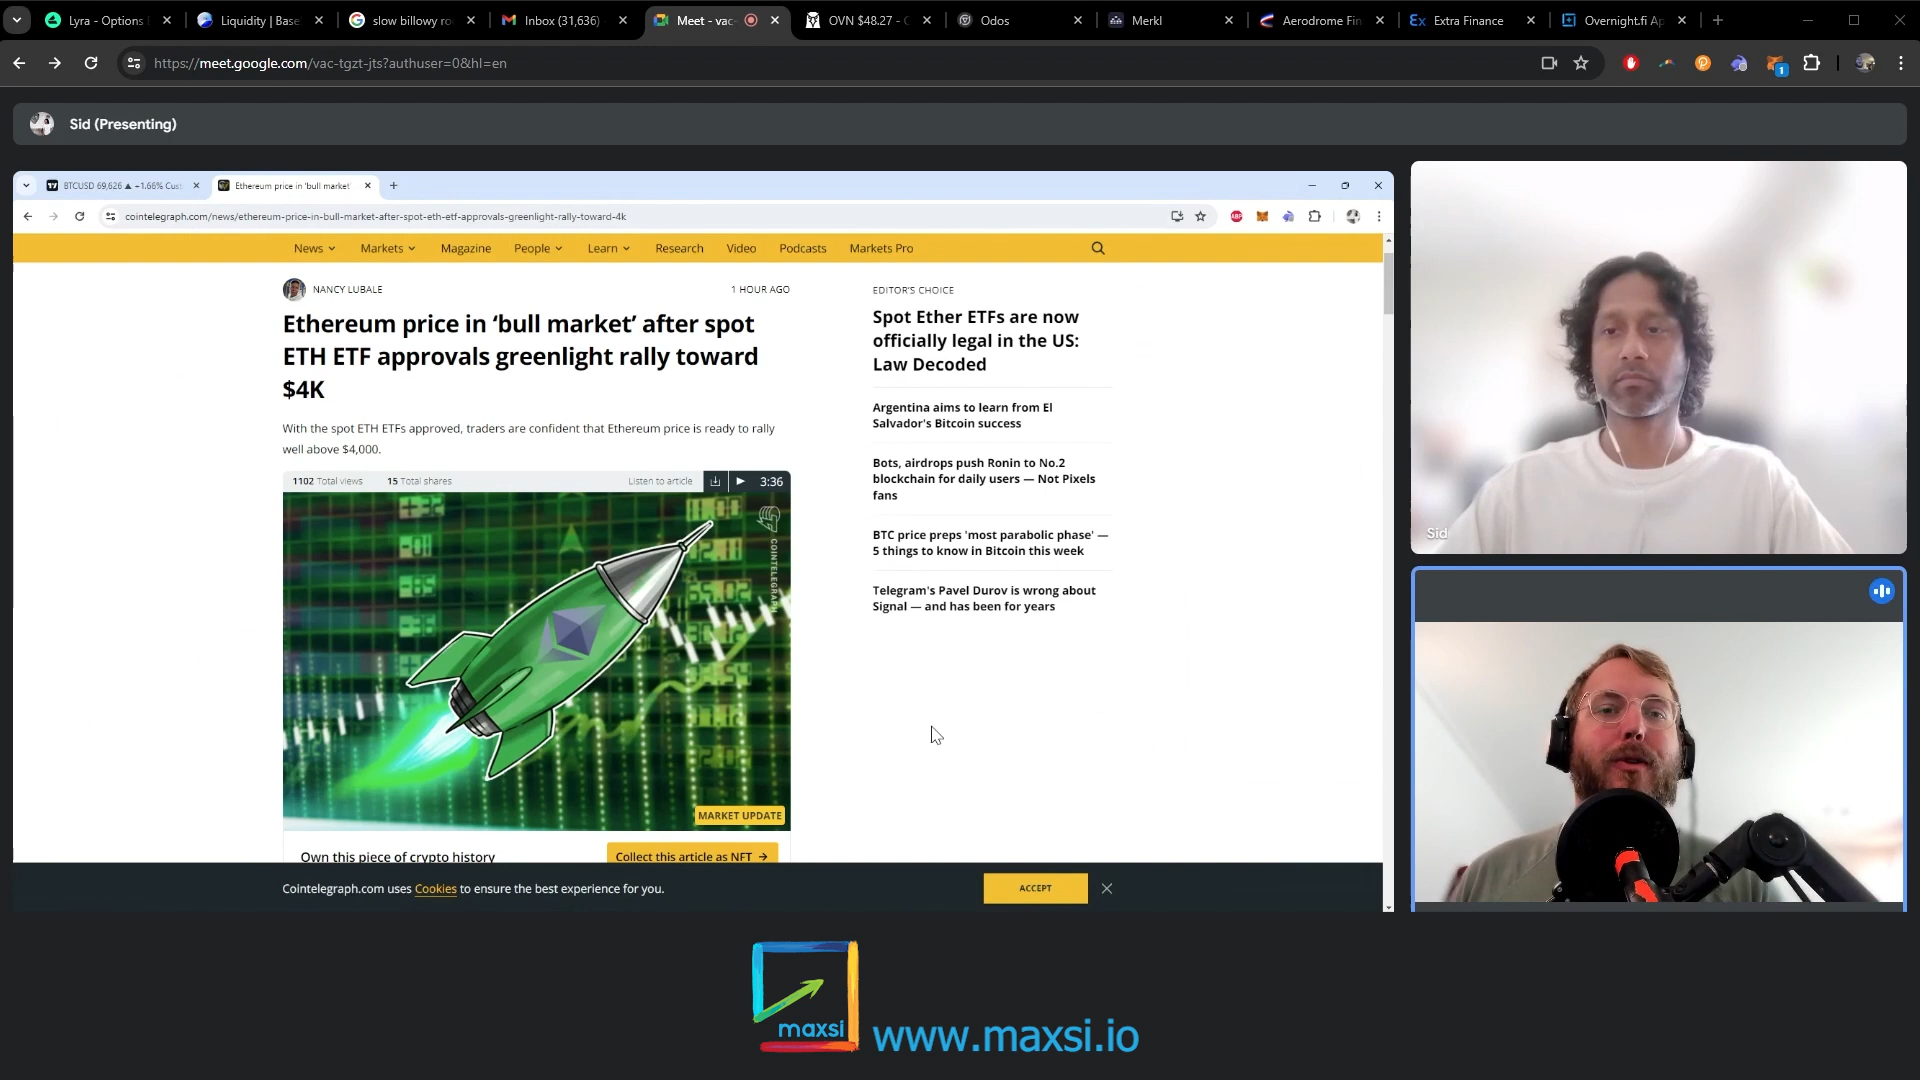 Lyra - Options
Liquidity | Base
slow billowy ro
Inbox (31,636)
Meet - vac-
OVN $48.27 -
Odos
Merkl
Aerodrome Fin
Extra Finance
Overnight.fi Ap
https://meet.google.com/vac-tgzt-jts?authuser=0&hl=en
1
Sid (Presenting)
BTCUSD 69,626 ▲ +1.66% Cust
Ethereum price in 'bull market'
cointelegraph.com/news/ethereum-price-in-bull-market-after-spot-eth-etf-approvals-greenlight-rally-toward-4k
ABP
News
Markets
Magazine
People
Learn
Research
Video
Podcasts
Markets Pro
NANCY LUBALE
1 HOUR AGO
Ethereum price in ‘bull market’ after spot
ETH ETF approvals greenlight rally toward
$4K
With the spot ETH ETFs approved, traders are confident that Ethereum price is ready to rally
well above $4,000.
1102 Total views
15 Total shares
Listen to article
3:36
COINTELEGRAPH
MARKET UPDATE
Own this piece of crypto history
Collect this article as NFT →
EDITOR'S CHOICE
Spot Ether ETFs are now
officially legal in the US:
Law Decoded
Argentina aims to learn from El
Salvador's Bitcoin success
Bots, airdrops push Ronin to No.2
blockchain for daily users — Not Pixels
fans
BTC price preps 'most parabolic phase' —
5 things to know in Bitcoin this week
Telegram's Pavel Durov is wrong about
Signal — and has been for years
Cointelegraph.com uses Cookies to ensure the best experience for you.
ACCEPT
Sid
maxsi
www.maxsi.io